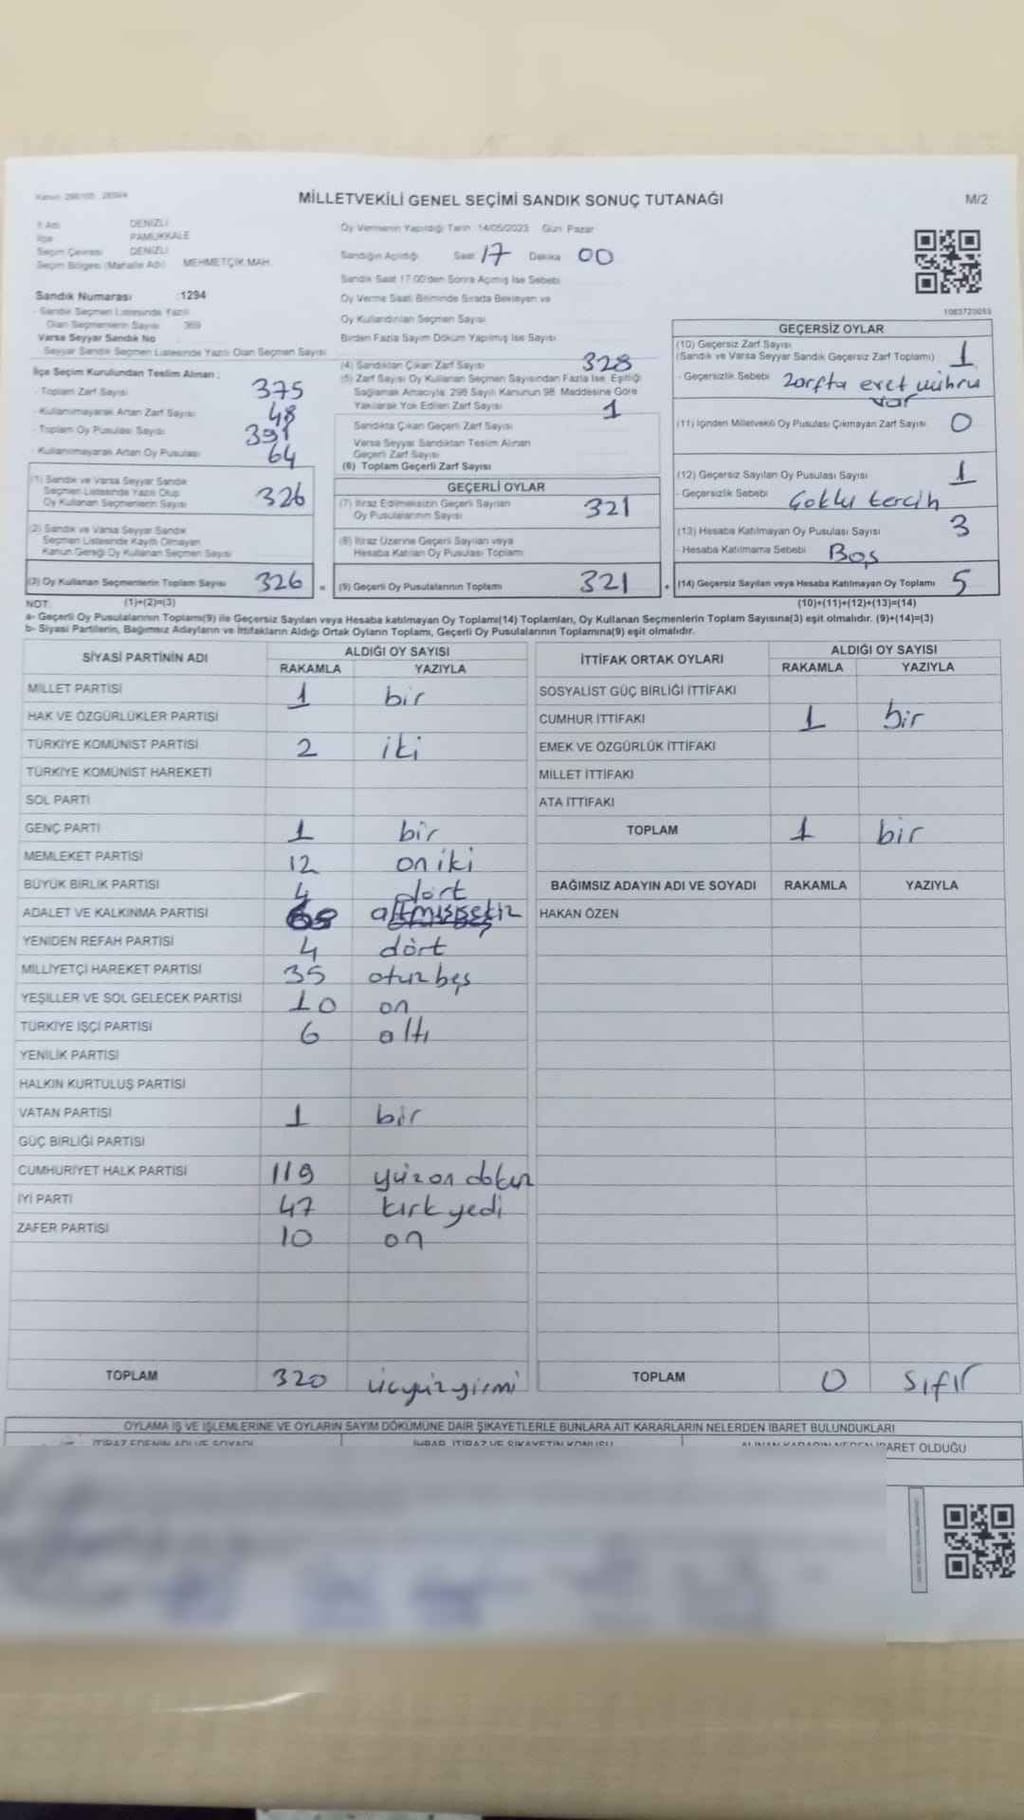 MİLLETVEKİLİ GENEL SEÇİMİ SANDIK SONUÇ TUTANAĞI
M/2
İl Adı DENİZLİ
İlçe PAMUKKALE
Seçim Çevresi DENİZLİ
Seçim Bölgesi (Mahalle Adı) MEHMETÇİK MAH.
Sandık Numarası :1294
Sandık Seçmen Listesinde Yazılı
Olan Seçmenlerin Sayısı 369
Varsa Seyyar Sandık No
Seyyar Sandık Seçmen Listesinde Yazılı Olan Seçmen Sayısı
İlçe Seçim Kurulundan Teslim Alınan ;
- Toplam Zarf Sayısı 375
- Kullanılmayarak Artan Zarf Sayısı 48
- Toplam Oy Pusulası Sayısı 391
- Kullanılmayarak Artan Oy Pusulası 64
(1) Sandık ve Varsa Seyyar Sandık
Seçmen Listesinde Yazılı Olup
Oy Kullanan Seçmenlerin Sayısı 326
(2) Sandık ve Varsa Seyyar Sandık
Seçmen Listesinde Kayıtlı Olmayan
Kanun Gereği Oy Kullanan Seçmen Sayısı
(3) Oy Kullanan Seçmenlerin Toplam Sayısı 326 =
(1)+(2)=(3)
Oy Vermenin Yapıldığı Tarih 14/05/2023 Gün Pazar
Sandığın Açıldığı Saat 17 Dakika 00
Sandık Saat 17:00'den Sonra Açılmış İse Sebebi
Oy Verme Saati Bitiminde Sırada Bekleyen ve
Oy Kullandırılan Seçmen Sayısı
Birden Fazla Sayım Döküm Yapılmış İse Sayısı
(4) Sandıktan Çıkan Zarf Sayısı 328
(5) Zarf Sayısı Oy Kullanan Seçmen Sayısından Fazla İse, Eşitliği
Sağlamak Amacıyla 298 Sayılı Kanunun 98. Maddesine Göre
Yakılarak Yok Edilen Zarf Sayısı 1
Sandıkta Çıkan Geçerli Zarf Sayısı
Varsa Seyyar Sandıktan Teslim Alınan
Geçerli Zarf Sayısı
(6) Toplam Geçerli Zarf Sayısı
GEÇERLİ OYLAR
(7) İtiraz Edilmeksizin Geçerli Sayılan
Oy Pusulalarının Sayısı 321
(8) İtiraz Üzerine Geçerli Sayılan veya
Hesaba Katılan Oy Pusulası Toplamı
(9) Geçerli Oy Pusulalarının Toplamı 321 +
1083720053
GEÇERSİZ OYLAR
(10) Geçersiz Zarf Sayısı
(Sandık ve Varsa Seyyar Sandık Geçersiz Zarf Toplamı) 1
- Geçersizlik Sebebi Zarfta evet mührü
var
(11) İçinden Milletvekili Oy Pusulası Çıkmayan Zarf Sayısı 0
(12) Geçersiz Sayılan Oy Pusulası Sayısı 1
- Geçersizlik Sebebi Çoklu tercih
(13) Hesaba Katılmayan Oy Pusulası Sayısı 3
- Hesaba Katılmama Sebebi Boş
(14) Geçersiz Sayılan veya Hesaba Katılmayan Oy Toplamı 5
(10)+(11)+(12)+(13)=(14)
NOT:
a- Geçerli Oy Pusulalarının Toplamı(9) ile Geçersiz Sayılan veya Hesaba katılmayan Oy Toplamı(14) Toplamları, Oy Kullanan Seçmenlerin Toplam Sayısına(3) eşit olmalıdır. (9)+(14)=(3)
b- Siyasi Partilerin, Bağımsız Adayların ve İttifakların Aldığı Ortak Oyların Toplamı, Geçerli Oy Pusulalarının Toplamına(9) eşit olmalıdır.
SİYASİ PARTİNİN ADI ALDIĞI OY SAYISI
RAKAMLA YAZIYLA
MİLLET PARTİSİ 1 bir
HAK VE ÖZGÜRLÜKLER PARTİSİ
TÜRKİYE KOMÜNİST PARTİSİ 2 iki
TÜRKİYE KOMÜNİST HAREKETİ
SOL PARTİ
GENÇ PARTİ 1 bir
MEMLEKET PARTİSİ 12 on iki
BÜYÜK BİRLİK PARTİSİ 4 dört
ADALET VE KALKINMA PARTİSİ 68 altmışsekiz
YENİDEN REFAH PARTİSİ 4 dört
MİLLİYETÇİ HAREKET PARTİSİ 35 otuz beş
YEŞİLLER VE SOL GELECEK PARTİSİ 10 on
TÜRKİYE İŞÇİ PARTİSİ 6 altı
YENİLİK PARTİSİ
HALKIN KURTULUŞ PARTİSİ
VATAN PARTİSİ 1 bir
GÜÇ BİRLİĞİ PARTİSİ
CUMHURİYET HALK PARTİSİ 119 yüz on dokuz
İYİ PARTİ 47 kırk yedi
ZAFER PARTİSİ 10 on
TOPLAM 320 üçyüz yirmi
İTTİFAK ORTAK OYLARI ALDIĞI OY SAYISI
RAKAMLA YAZIYLA
SOSYALİST GÜÇ BİRLİĞİ İTTİFAKI
CUMHUR İTTİFAKI 1 bir
EMEK VE ÖZGÜRLÜK İTTİFAKI
MİLLET İTTİFAKI
ATA İTTİFAKI
TOPLAM 1 bir
BAĞIMSIZ ADAYIN ADI VE SOYADI RAKAMLA YAZIYLA
HAKAN ÖZEN
TOPLAM 0 sıfır
OYLAMA İŞ VE İŞLEMLERİNE VE OYLARIN SAYIM DÖKÜMÜNE DAİR ŞİKAYETLERLE BUNLARA AİT KARARLARIN NELERDEN İBARET BULUNDUKLARI
İTİRAZ EDENİN ADI VE SOYADI İHBAR, İTİRAZ VE ŞİKAYETİN KONUSU ALINAN KARARIN NEDEN İBARET OLDUĞU